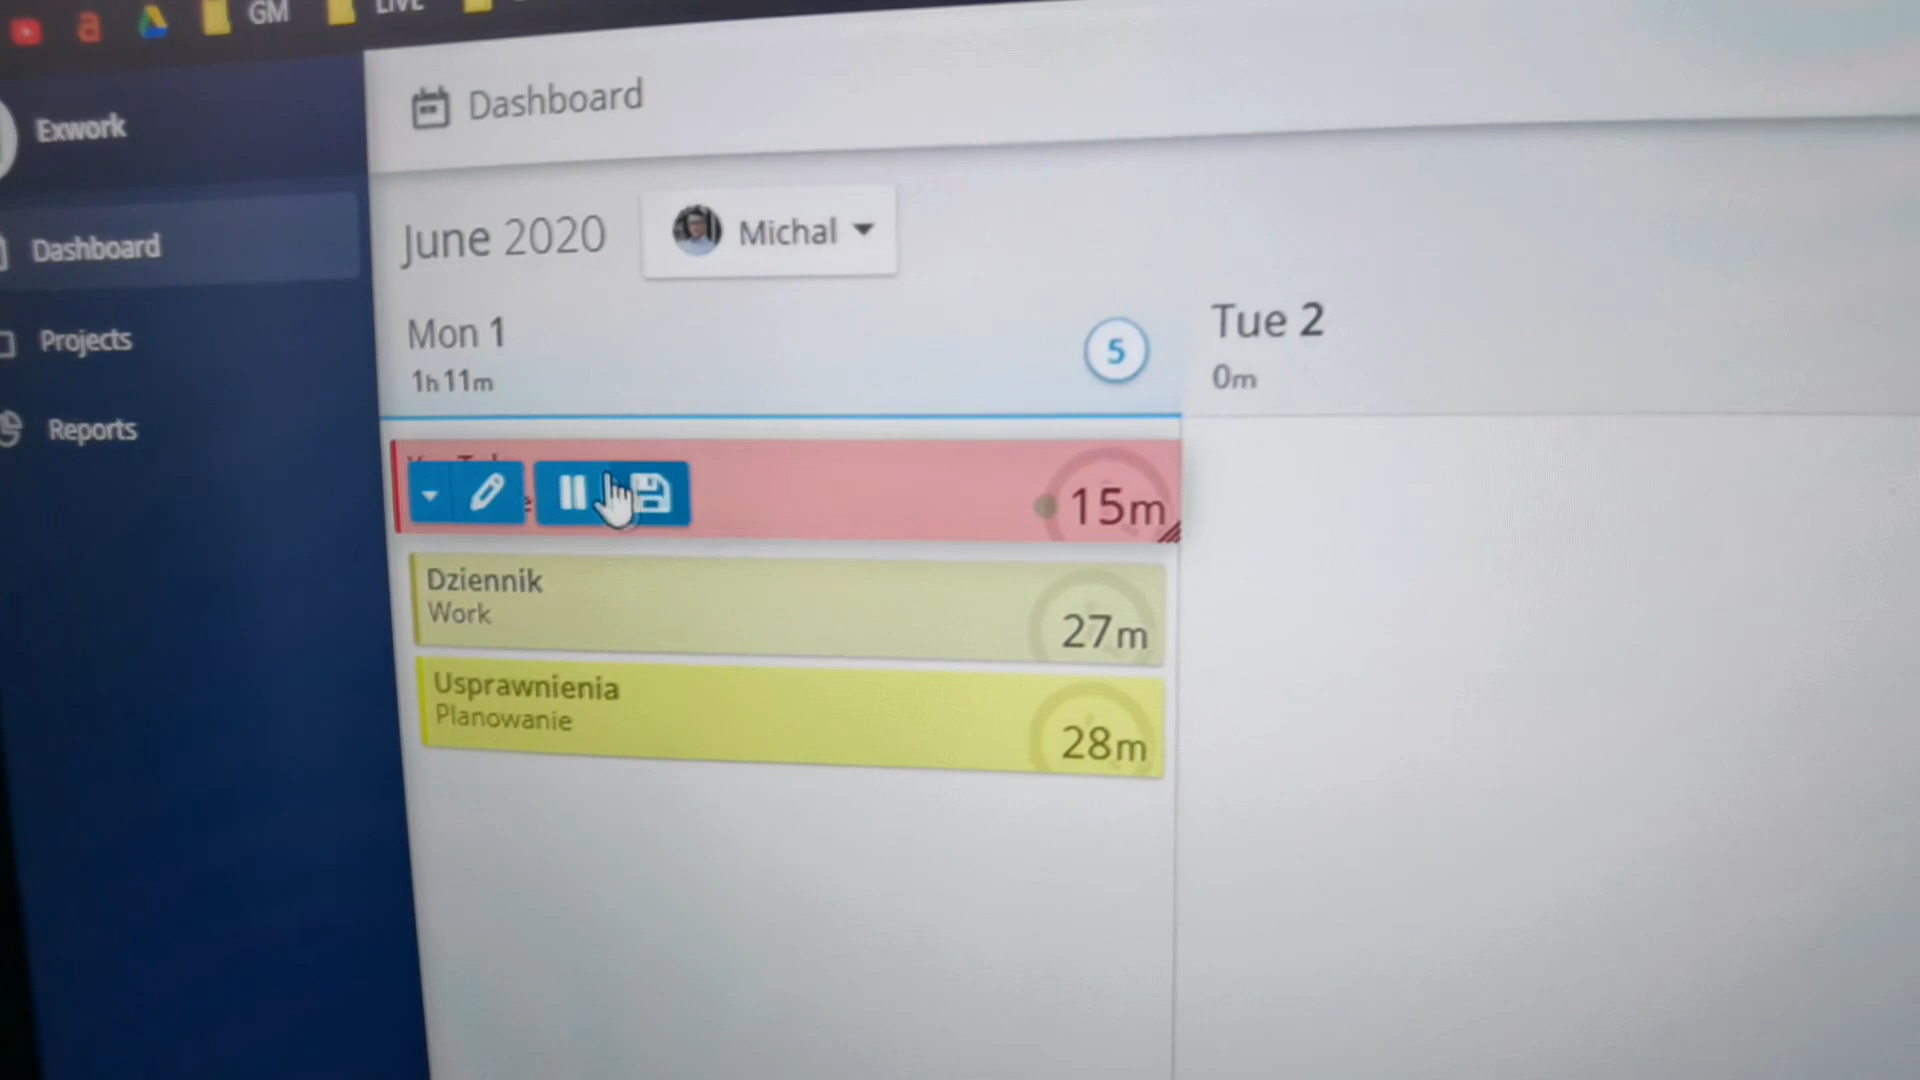 GM
LIVE
Exwork
Dashboard
Dashboard
Projects
Reports
June 2020
Michal
Mon 1
5
1h 11m
Tue 2
0m
15m
Dziennik
Work
27m
Usprawnienia
Planowanie
28m